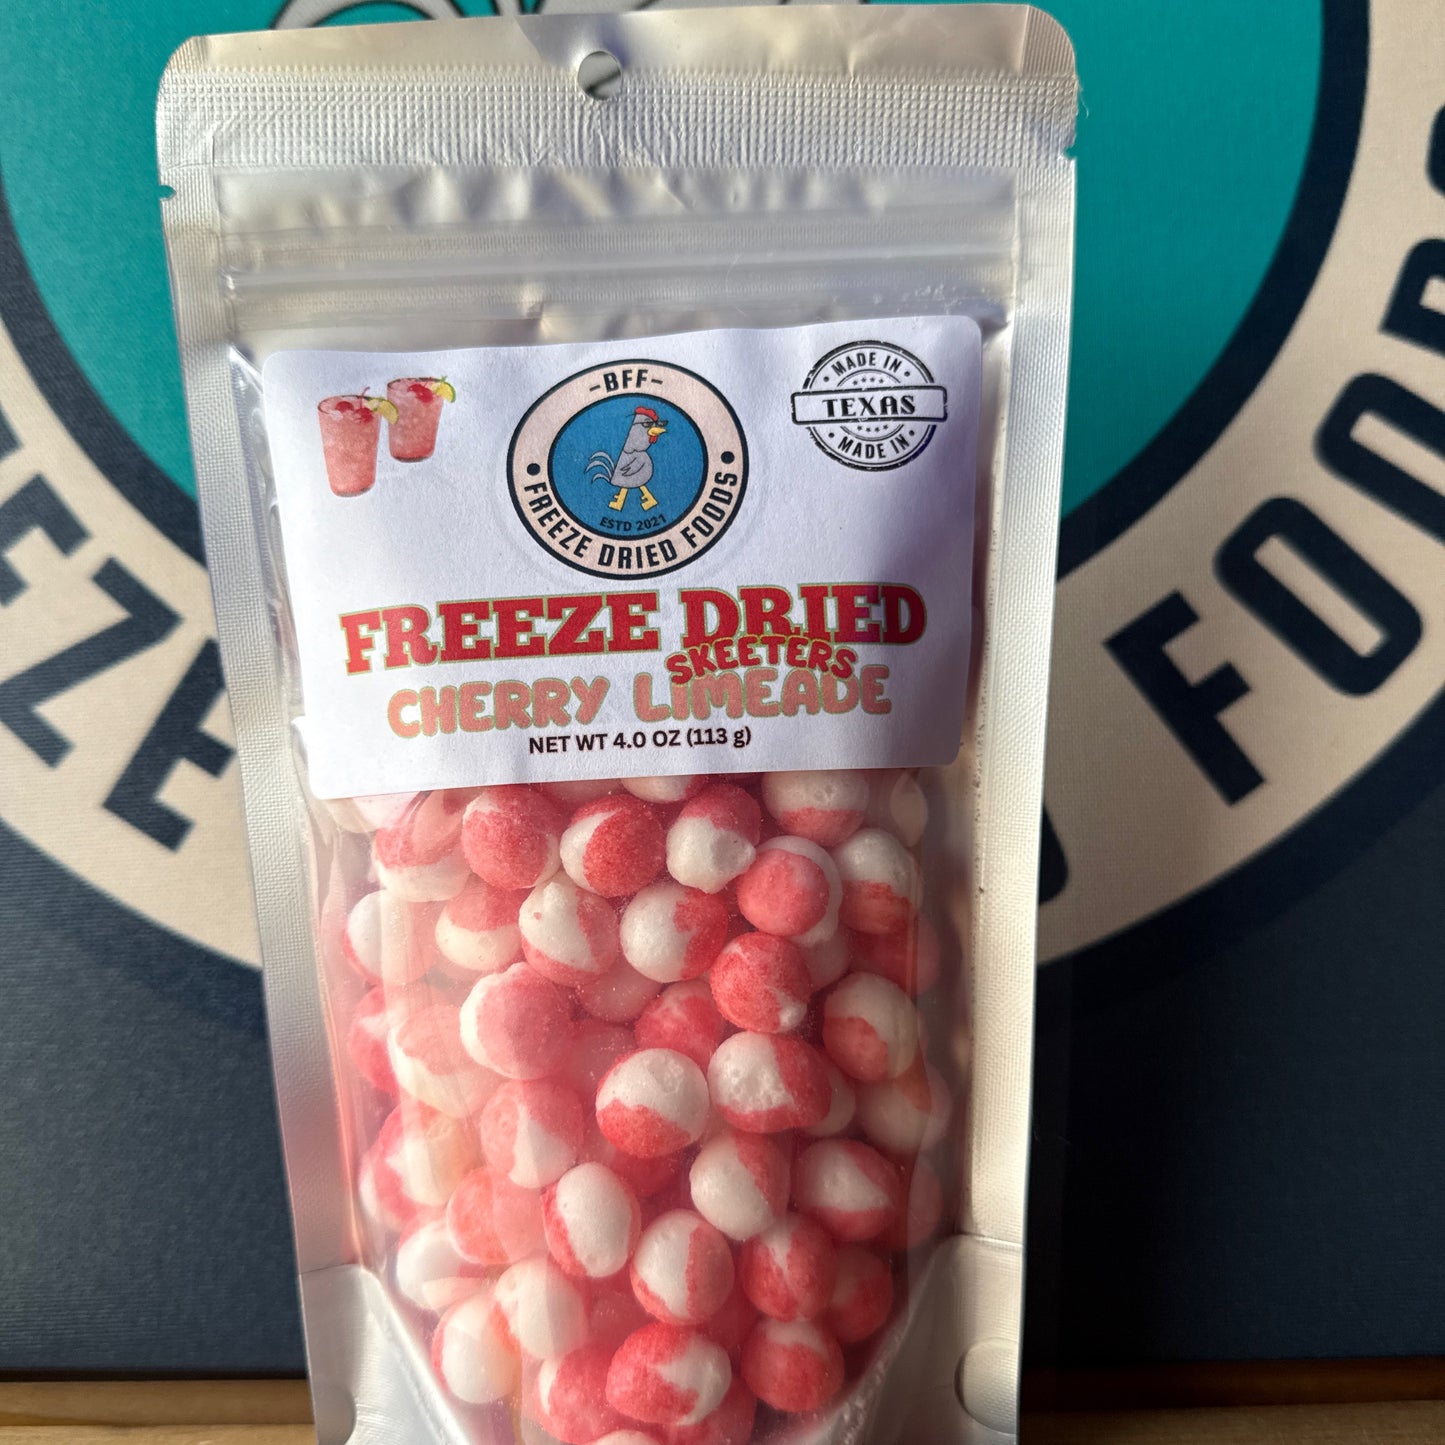 -BFF-
FREEZE DRIED FOODS
ESTD 2021
MADE IN
TEXAS
MADE IN
FREEZE DRIED
SKEETERS
CHERRY LIMEADE
NET WT 4.0 OZ (113 g)